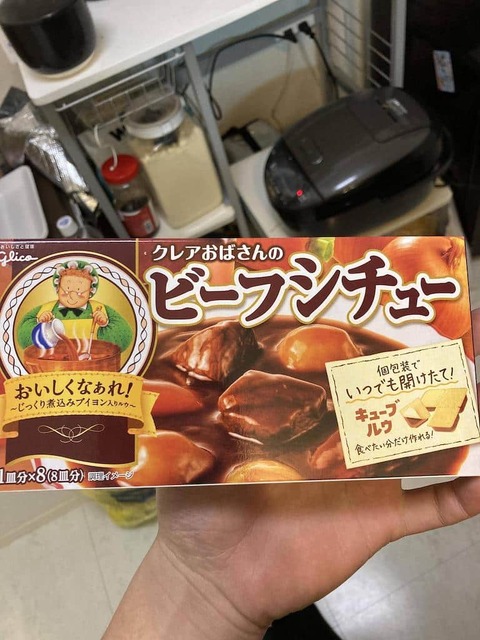 おいしさと健康
Glico
クレアおばさんの
ビーフシチュー
おいしくなぁれ!
~じっくり煮込みブイヨン入りルウ~
個包装で
いつでも開けたて!
キューブ
ルウ
食べたい分だけ作れる!
1皿分×8(8皿分) 調理イメージ